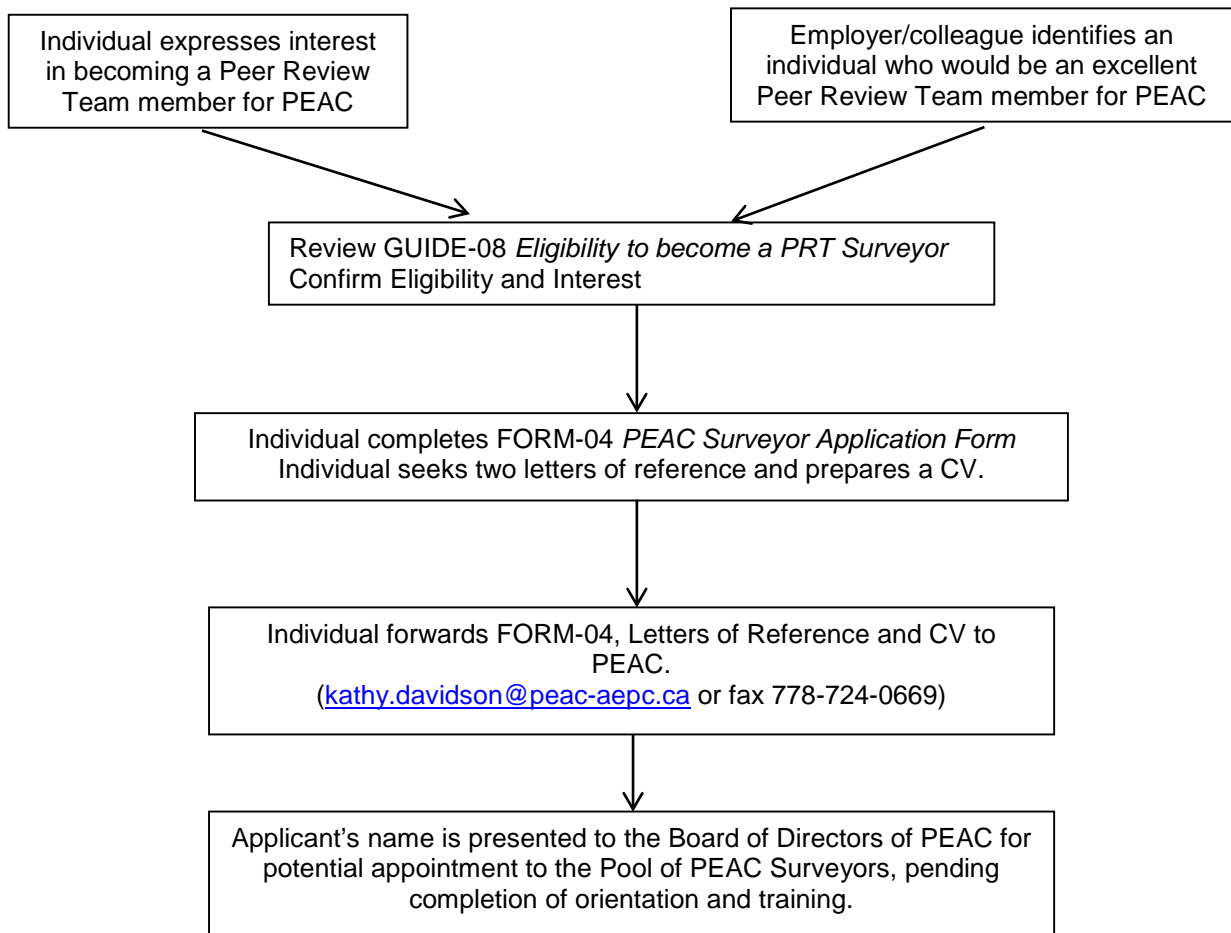 Individual expresses interest
in becoming a Peer Review
Team member for PEAC
Employer/colleague identifies an
individual who would be an excellent
Peer Review Team member for PEAC
Review GUIDE-08 Eligibility to become a PRT Surveyor
Confirm Eligibility and Interest
Individual completes FORM-04 PEAC Surveyor Application Form
Individual seeks two letters of reference and prepares a CV.
Individual forwards FORM-04, Letters of Reference and CV to
PEAC.
(kathy.davidson@peac-aepc.ca or fax 778-724-0669)
Applicant’s name is presented to the Board of Directors of PEAC for
potential appointment to the Pool of PEAC Surveyors, pending
completion of orientation and training.